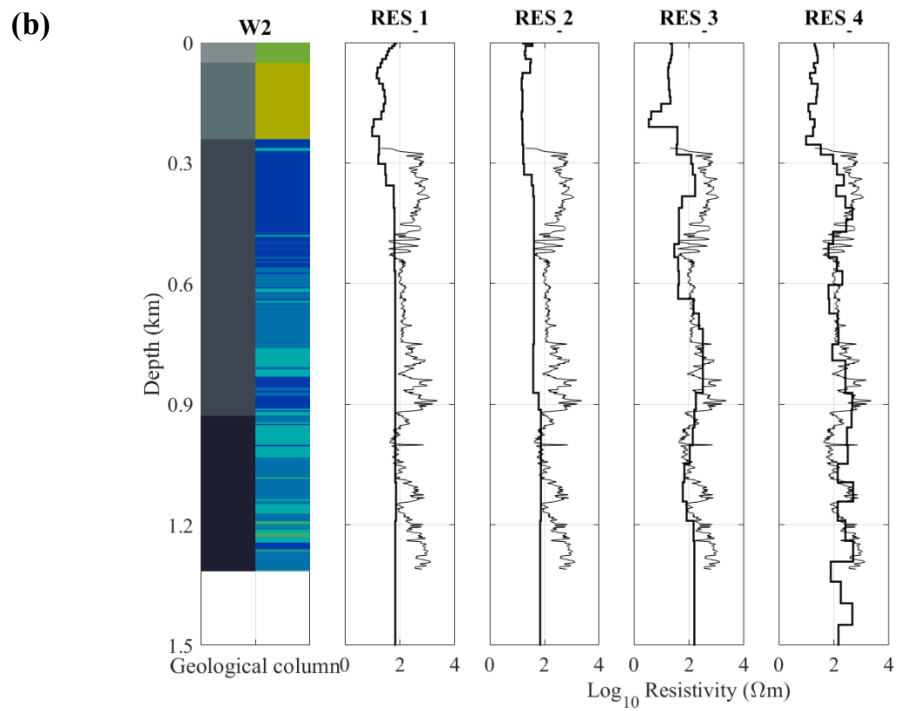 (b)
W2
RES 1
RES 2
RES 3
RES 4
-
-
-
-
0
0.3
0.6
0.9
1.2
1.5
Depth (km)
Geological column
0
2
4
0
2
4
0
2
4
0
2
4
Log10 Resistivity (Ωm)